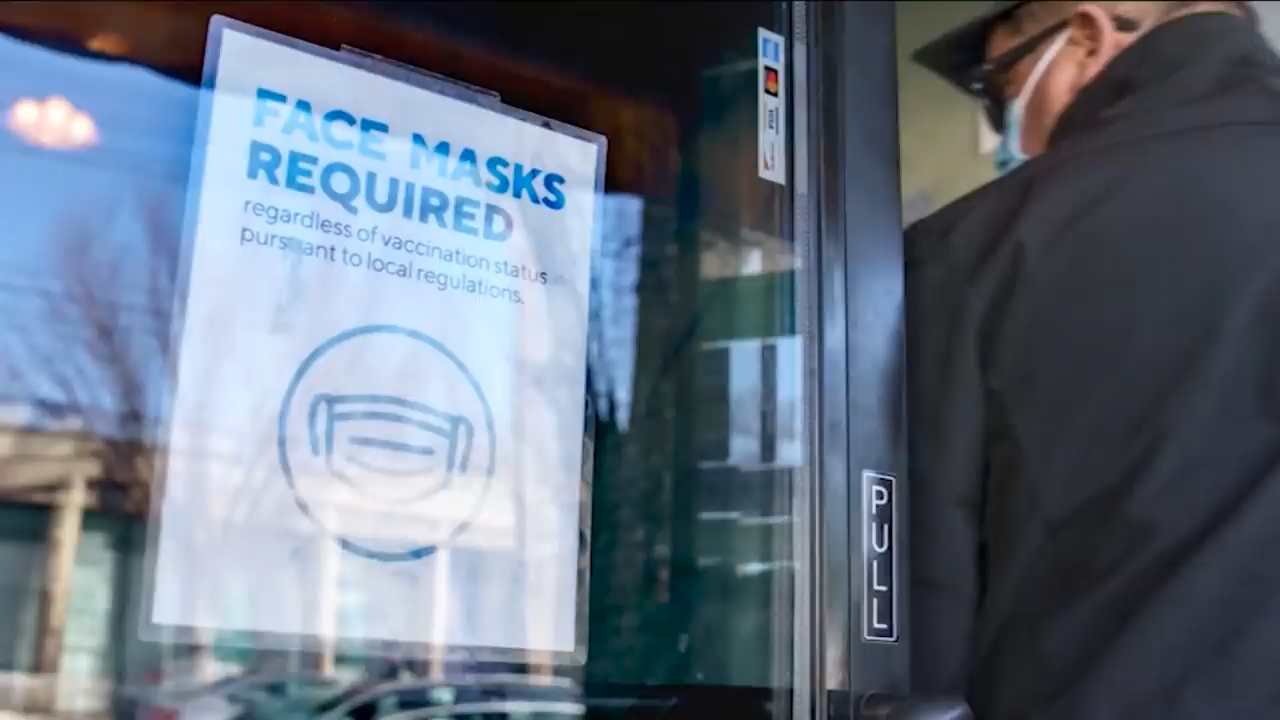 FACE MASKS
REQUIRED
regardless of vaccination status
pursuant to local regulations.
PULL